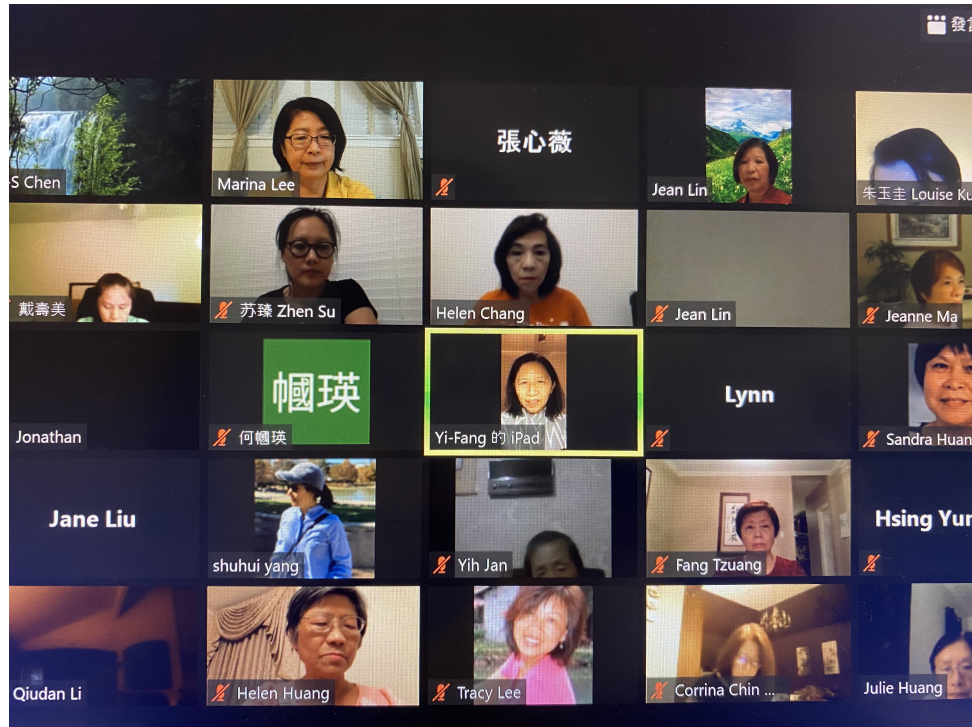 發
S Chen
Marina Lee
張心薇
Jean Lin
朱玉圭 Louise Ku
戴壽美
苏臻 Zhen Su
Helen Chang
Jean Lin
Jeanne Ma
Jonathan
幗瑛
何幗瑛
Yi-Fang 的 iPad
Lynn
Sandra Huan
Jane Liu
shuhui yang
Yih Jan
Fang Tzuang
Hsing Yun
Qiudan Li
Helen Huang
Tracy Lee
Corrina Chin ...
Julie Huang